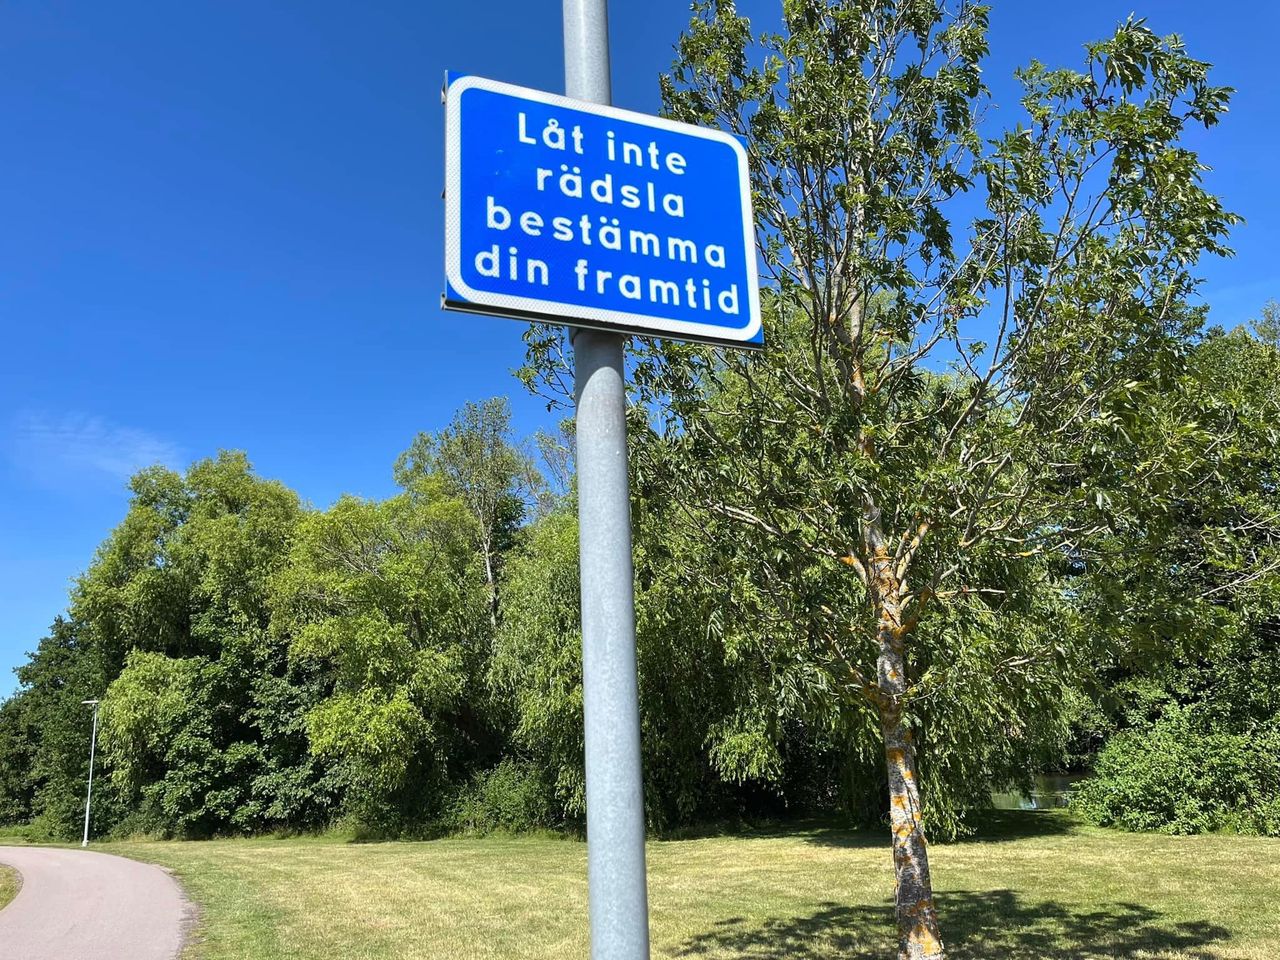 Låt inte
rädsla
bestämma
din framtid